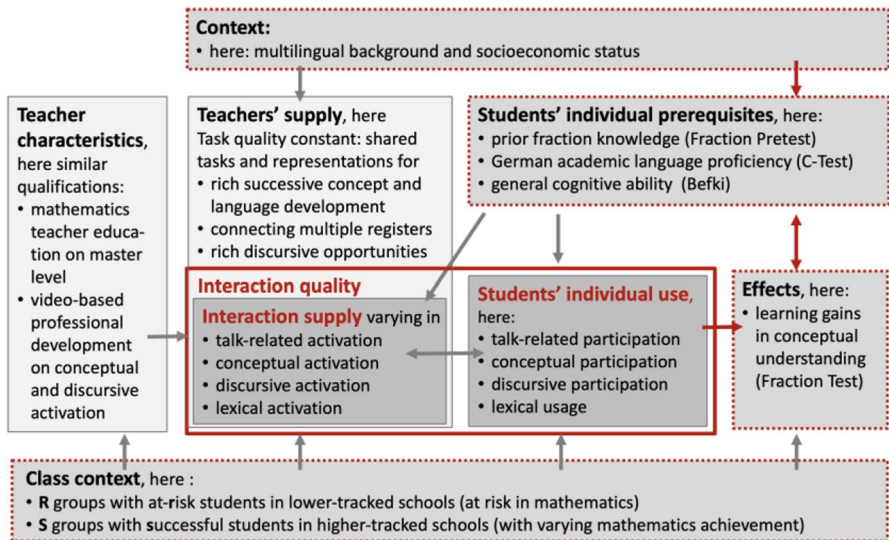 Context:
• here: multilingual background and socioeconomic status
Teacher
characteristics,
here similar
qualifications:
• mathematics
teacher educa-
tion on master
level
• video-based
professional
development
on conceptual
and discursive
activation
Teachers’ supply, here
Task quality constant: shared
tasks and representations for
• rich successive concept and
language development
• connecting multiple registers
• rich discursive opportunities
Students’ individual prerequisites, here:
• prior fraction knowledge (Fraction Pretest)
• German academic language proficiency (C-Test)
• general cognitive ability (Befki)
Interaction quality
Interaction supply varying in
• talk-related activation
• conceptual activation
• discursive activation
• lexical activation
Students’ individual use,
here:
• talk-related participation
• conceptual participation
• discursive participation
• lexical usage
Effects, here:
• learning gains
in conceptual
understanding
(Fraction Test)
Class context, here :
• R groups with at-risk students in lower-tracked schools (at risk in mathematics)
• S groups with successful students in higher-tracked schools (with varying mathematics achievement)